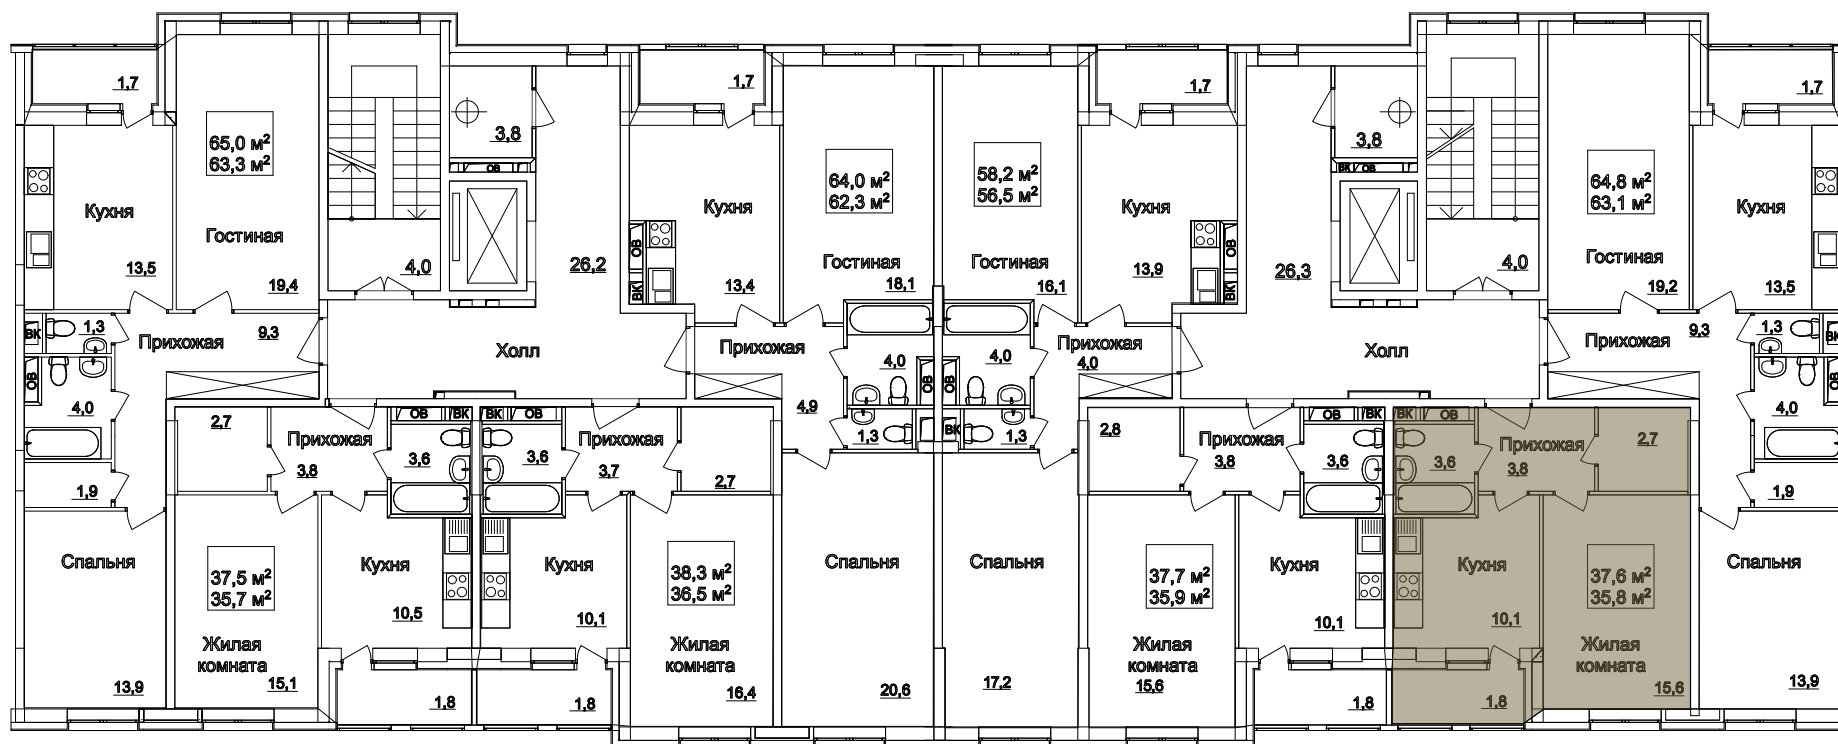 1,7
65,0 м²
63,3 м²
Кухня
13,5
Гостиная
19,4
4,0
3,8
ОВ
26,2
1,7
Кухня
13,4
ОВ
ВК
64,0 м²
62,3 м²
Гостиная
18,1
58,2 м²
56,5 м²
Гостиная
16,1
1,7
Кухня
13,9
ОВ
ВК
26,3
3,8
ВК
ОВ
4,0
64,8 м²
63,1 м²
Гостиная
19,2
1,7
Кухня
13,5
ВК
1,3
Прихожая
9,3
ОВ
4,0
1,9
Холл
Прихожая
4,9
4,0
ОВ
1,3
ОВ
4,0
Прихожая
4,0
ВК
1,3
Холл
Прихожая
9,3
1,3
ВК
ОВ
4,0
1,9
2,7
Прихожая
3,8
ОВ
ВК
3,6
ВК
ОВ
3,6
Прихожая
3,7
2,7
2,8
Прихожая
3,8
ОВ
ВК
3,6
ВК
ОВ
3,6
Прихожая
3,8
2,7
Спальня
13,9
37,5 м²
35,7 м²
Жилая
комната
15,1
Кухня
10,5
1,8
Кухня
10,1
1,8
38,3 м²
36,5 м²
Жилая
комната
16,4
Спальня
20,6
Спальня
17,2
37,7 м²
35,9 м²
Жилая
комната
15,6
Кухня
10,1
1,8
Кухня
10,1
1,8
37,6 м²
35,8 м²
Жилая
комната
15,6
Спальня
13,9